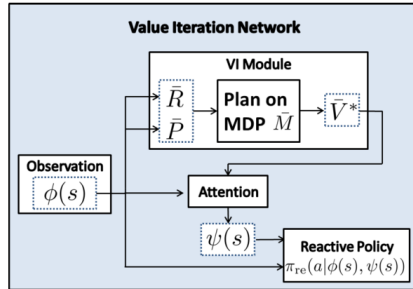 Value Iteration Network
VI Module
R̄
P̄
Plan on
MDP M̄
V̄*
Observation
ϕ(s)
Attention
ψ(s)
Reactive Policy
π_re(a|ϕ(s), ψ(s))